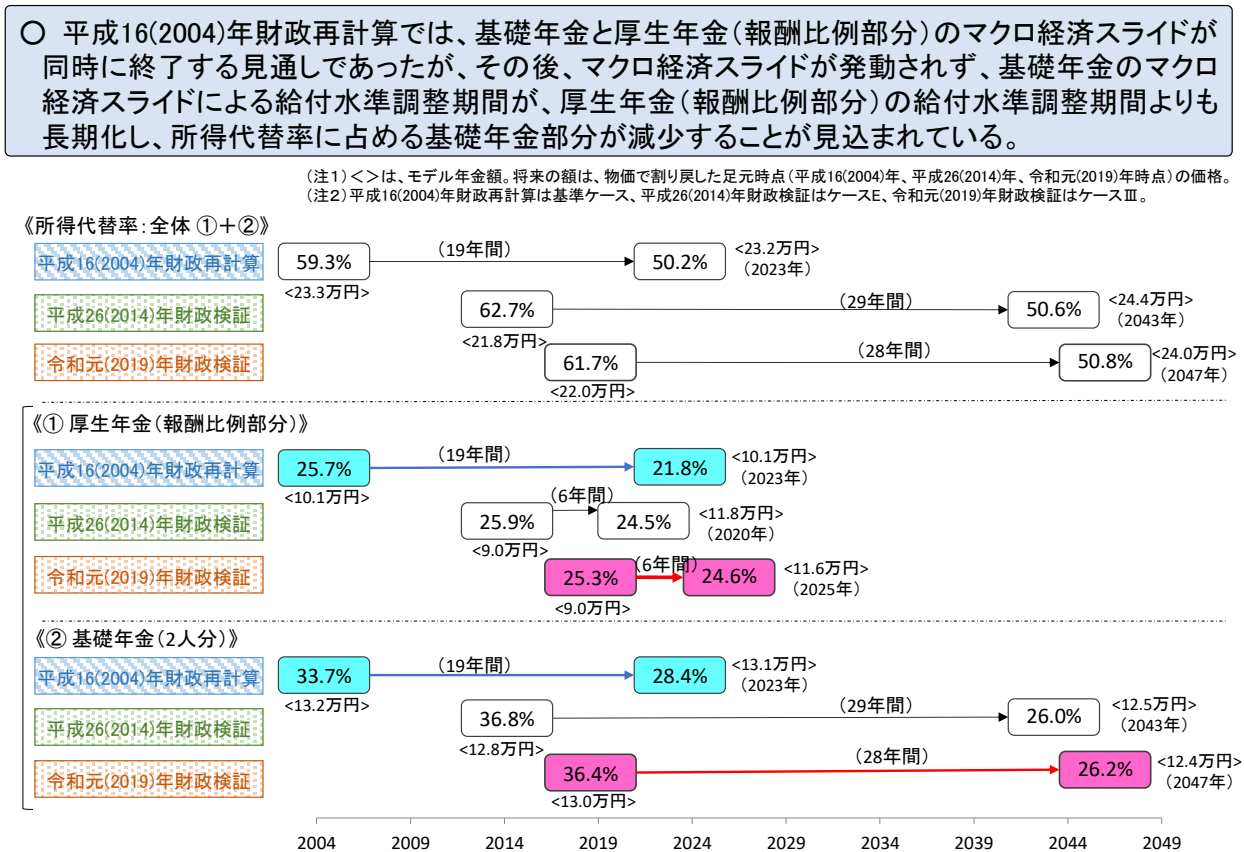 ○ 平成16(2004)年財政再計算では、基礎年金と厚生年金(報酬比例部分)のマクロ経済スライドが
同時に終了する見通しであったが、その後、マクロ経済スライドが発動されず、基礎年金のマクロ
経済スライドによる給付水準調整期間が、厚生年金(報酬比例部分)の給付水準調整期間よりも
長期化し、所得代替率に占める基礎年金部分が減少することが見込まれている。
(注1)<>は、モデル年金額。将来の額は、物価で割り戻した足元時点(平成16(2004)年、平成26(2014)年、令和元(2019)年時点)の価格。
(注2)平成16(2004)年財政再計算は基準ケース、平成26(2014)年財政検証はケースE、令和元(2019)年財政検証はケースⅢ。
《所得代替率:全体 ①+②》
平成16(2004)年財政再計算 59.3% (19年間) 50.2% <23.2万円>
(2023年)
<23.3万円>
平成26(2014)年財政検証 62.7% (29年間) 50.6% <24.4万円>
(2043年)
<21.8万円>
令和元(2019)年財政検証 61.7% (28年間) 50.8% <24.0万円>
(2047年)
<22.0万円>
《① 厚生年金(報酬比例部分)》
平成16(2004)年財政再計算 25.7% (19年間) 21.8% <10.1万円>
(2023年)
<10.1万円>
平成26(2014)年財政検証 25.9% (6年間) 24.5% <11.8万円>
(2020年)
<9.0万円>
令和元(2019)年財政検証 25.3% (6年間) 24.6% <11.6万円>
(2025年)
<9.0万円>
《② 基礎年金(2人分)》
平成16(2004)年財政再計算 33.7% (19年間) 28.4% <13.1万円>
(2023年)
<13.2万円>
平成26(2014)年財政検証 36.8% (29年間) 26.0% <12.5万円>
(2043年)
<12.8万円>
令和元(2019)年財政検証 36.4% (28年間) 26.2% <12.4万円>
(2047年)
<13.0万円>
2004 2009 2014 2019 2024 2029 2034 2039 2044 2049